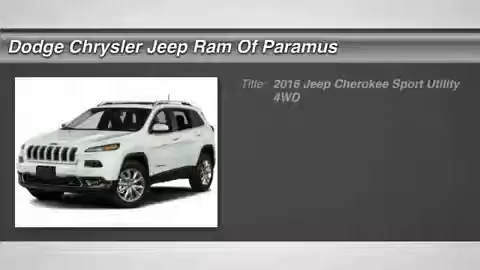 Dodge Chrysler Jeep Ram Of Paramus
Title: 2016 Jeep Cherokee Sport Utility
4WD